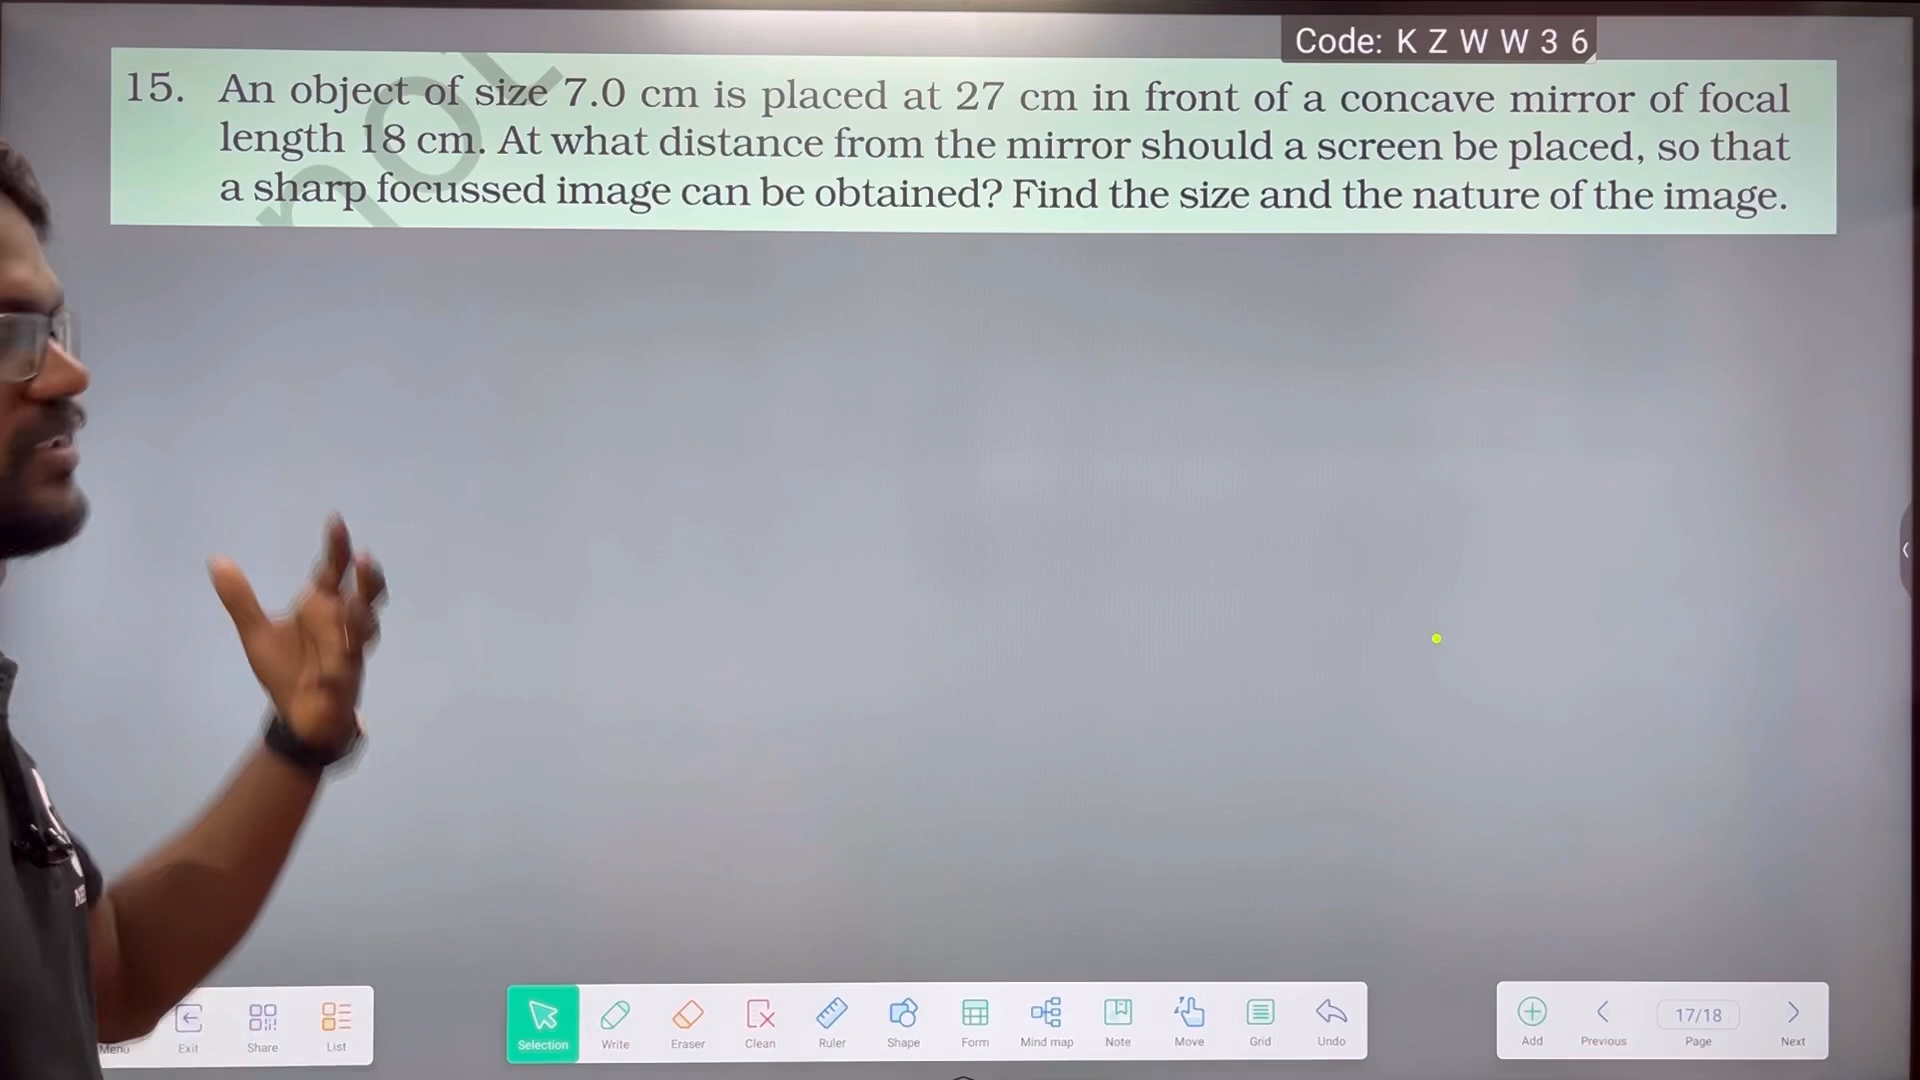 Code: K Z W W 3 6
15. An object of size 7.0 cm is placed at 27 cm in front of a concave mirror of focal
length 18 cm. At what distance from the mirror should a screen be placed, so that
a sharp focussed image can be obtained? Find the size and the nature of the image.
Menu Exit Share List
Selection Write Eraser Clean Ruler Shape Form Mind map Note Move Grid Undo
Add Previous 17/18 Page Next